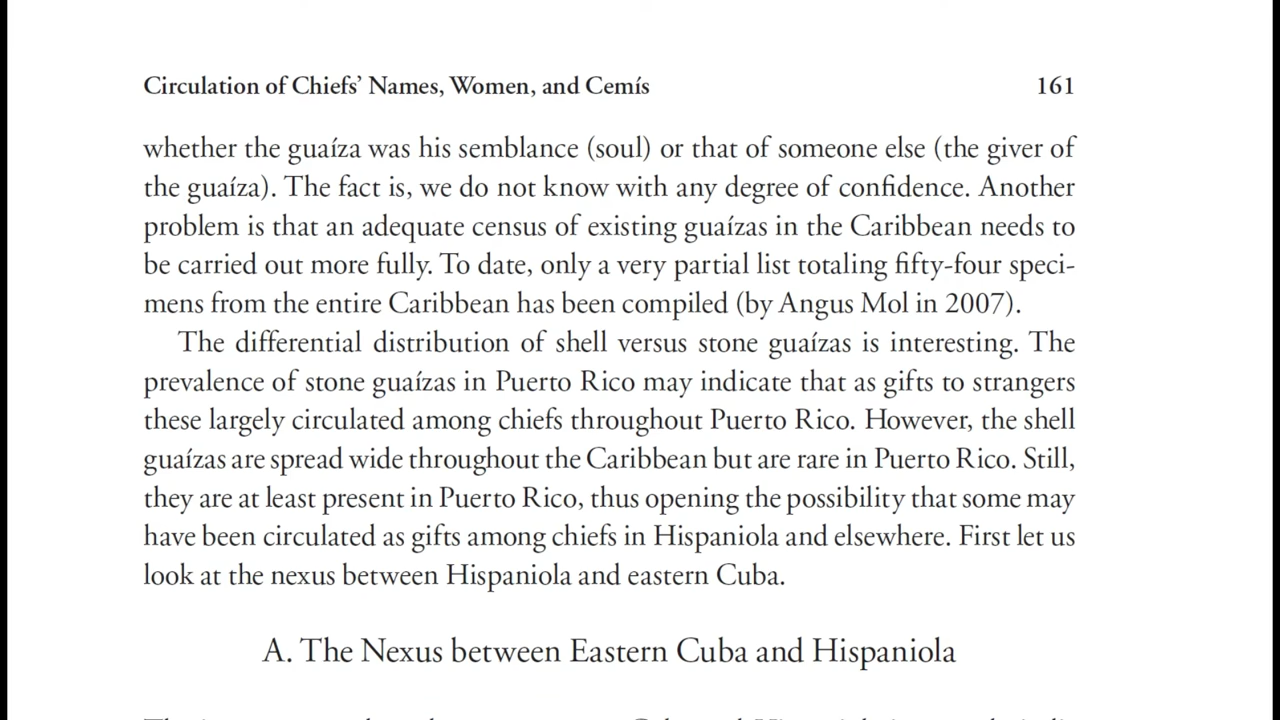 Circulation of Chiefs’ Names, Women, and Cemís 161
whether the guaíza was his semblance (soul) or that of someone else (the giver of
the guaíza). The fact is, we do not know with any degree of confidence. Another
problem is that an adequate census of existing guaízas in the Caribbean needs to
be carried out more fully. To date, only a very partial list totaling fifty-four speci-
mens from the entire Caribbean has been compiled (by Angus Mol in 2007).
The differential distribution of shell versus stone guaízas is interesting. The
prevalence of stone guaízas in Puerto Rico may indicate that as gifts to strangers
these largely circulated among chiefs throughout Puerto Rico. However, the shell
guaízas are spread wide throughout the Caribbean but are rare in Puerto Rico. Still,
they are at least present in Puerto Rico, thus opening the possibility that some may
have been circulated as gifts among chiefs in Hispaniola and elsewhere. First let us
look at the nexus between Hispaniola and eastern Cuba.
A. The Nexus between Eastern Cuba and Hispaniola